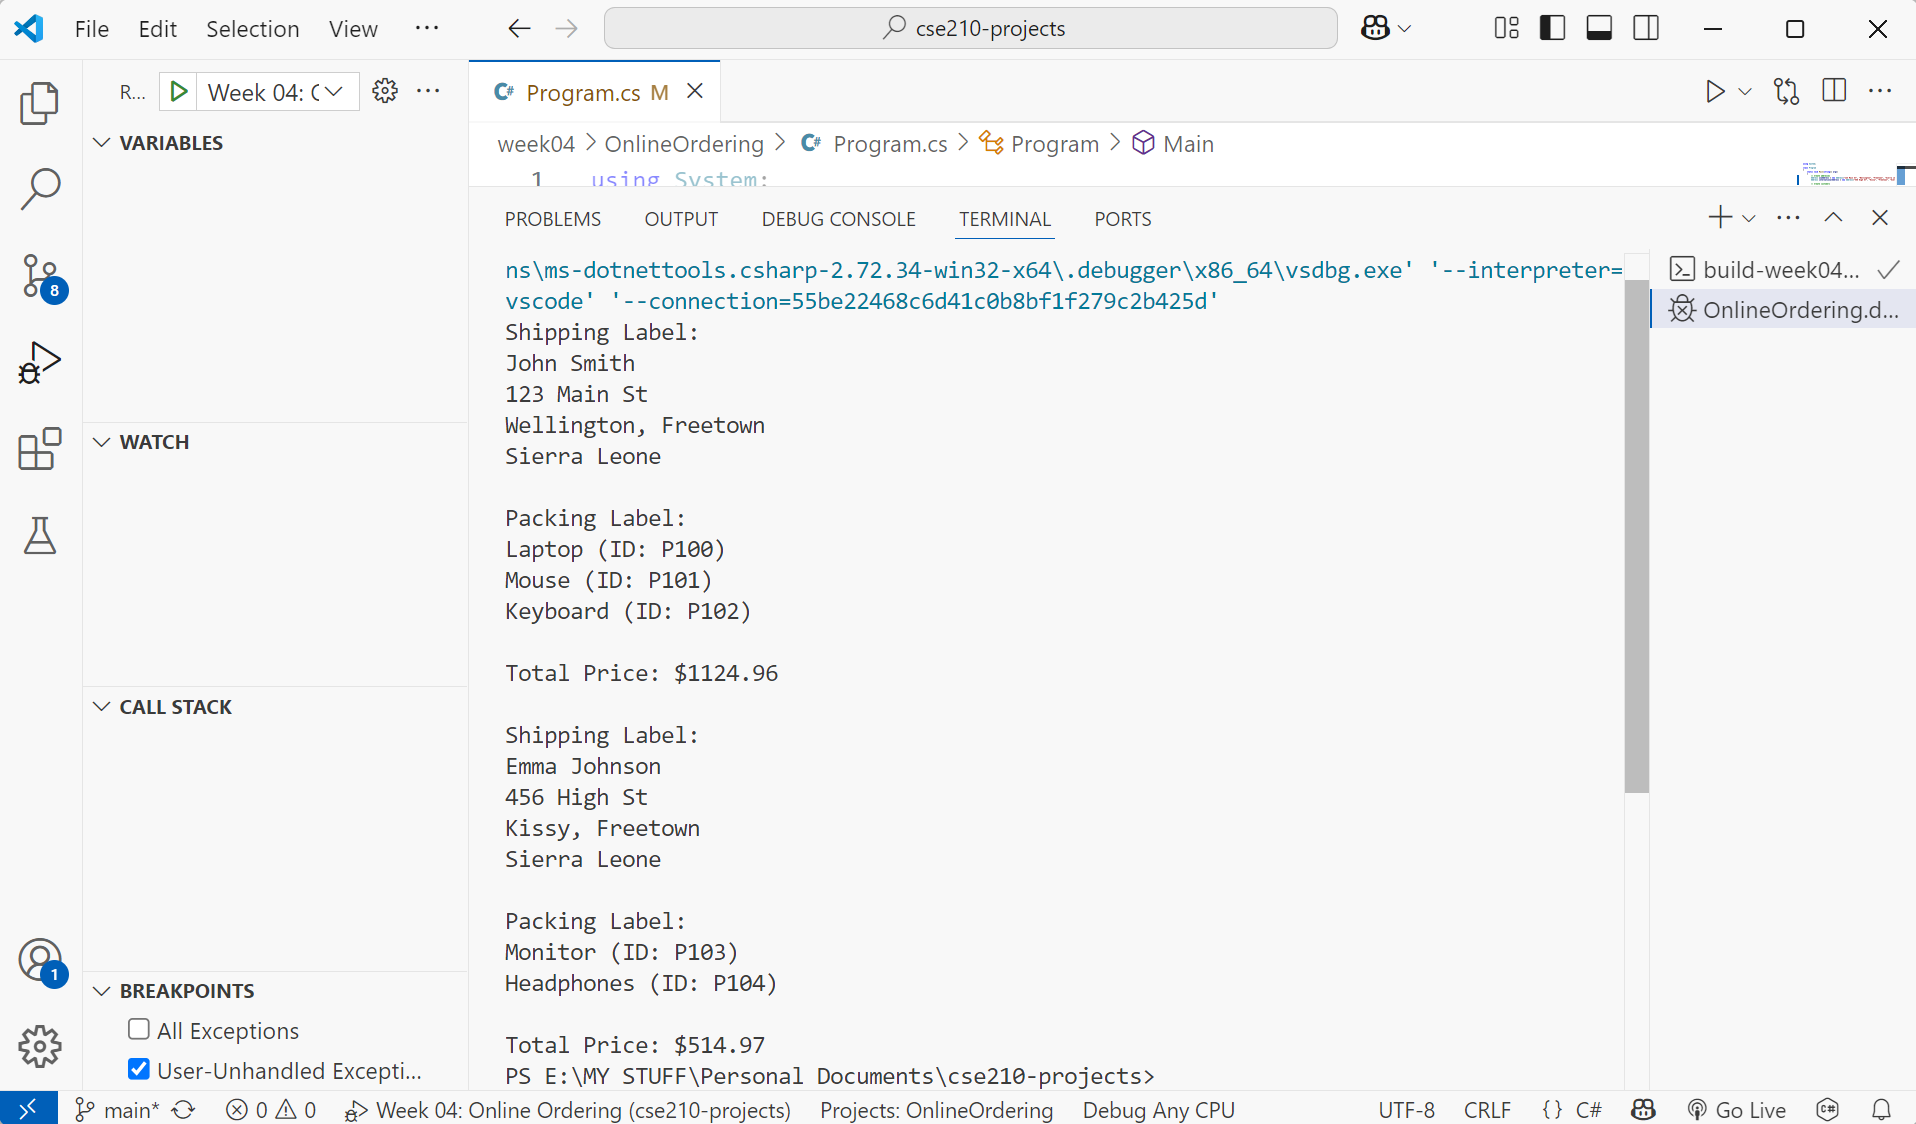 File Edit Selection View ···
cse210-projects
R... Week 04: (
VARIABLES
WATCH
CALL STACK
BREAKPOINTS
All Exceptions
User-Unhandled Excepti...
8
1
C# Program.cs M
week04 > OnlineOrdering > C# Program.cs > Program > Main
1 using System;
PROBLEMS OUTPUT DEBUG CONSOLE TERMINAL PORTS
ns\ms-dotnettools.csharp-2.72.34-win32-x64\.debugger\x86_64\vsdbg.exe' '--interpreter=
vscode' '--connection=55be22468c6d41c0b8bf1f279c2b425d'
Shipping Label:
John Smith
123 Main St
Wellington, Freetown
Sierra Leone
Packing Label:
Laptop (ID: P100)
Mouse (ID: P101)
Keyboard (ID: P102)
Total Price: $1124.96
Shipping Label:
Emma Johnson
456 High St
Kissy, Freetown
Sierra Leone
Packing Label:
Monitor (ID: P103)
Headphones (ID: P104)
Total Price: $514.97
PS E:\MY STUFF\Personal Documents\cse210-projects>
build-week04...
OnlineOrdering.d...
main* 0 0 Week 04: Online Ordering (cse210-projects) Projects: OnlineOrdering Debug Any CPU UTF-8 CRLF {} C# Go Live